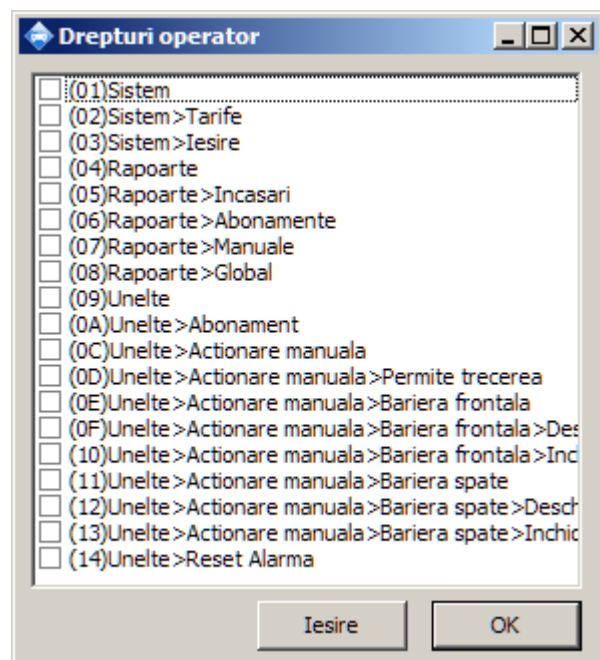 Drepturi operator
(01)Sistem
(02)Sistem>Tarife
(03)Sistem>Iesire
(04)Rapoarte
(05)Rapoarte>Incasari
(06)Rapoarte>Abonamente
(07)Rapoarte>Manuale
(08)Rapoarte>Global
(09)Unelte
(0A)Unelte>Abonament
(0C)Unelte>Actionare manuala
(0D)Unelte>Actionare manuala>Permite trecerea
(0E)Unelte>Actionare manuala>Bariera frontala
(0F)Unelte>Actionare manuala>Bariera frontala>Des
(10)Unelte>Actionare manuala>Bariera frontala>Inc
(11)Unelte>Actionare manuala>Bariera spate
(12)Unelte>Actionare manuala>Bariera spate>Desch
(13)Unelte>Actionare manuala>Bariera spate>Inchic
(14)Unelte>Reset Alarma
Iesire OK